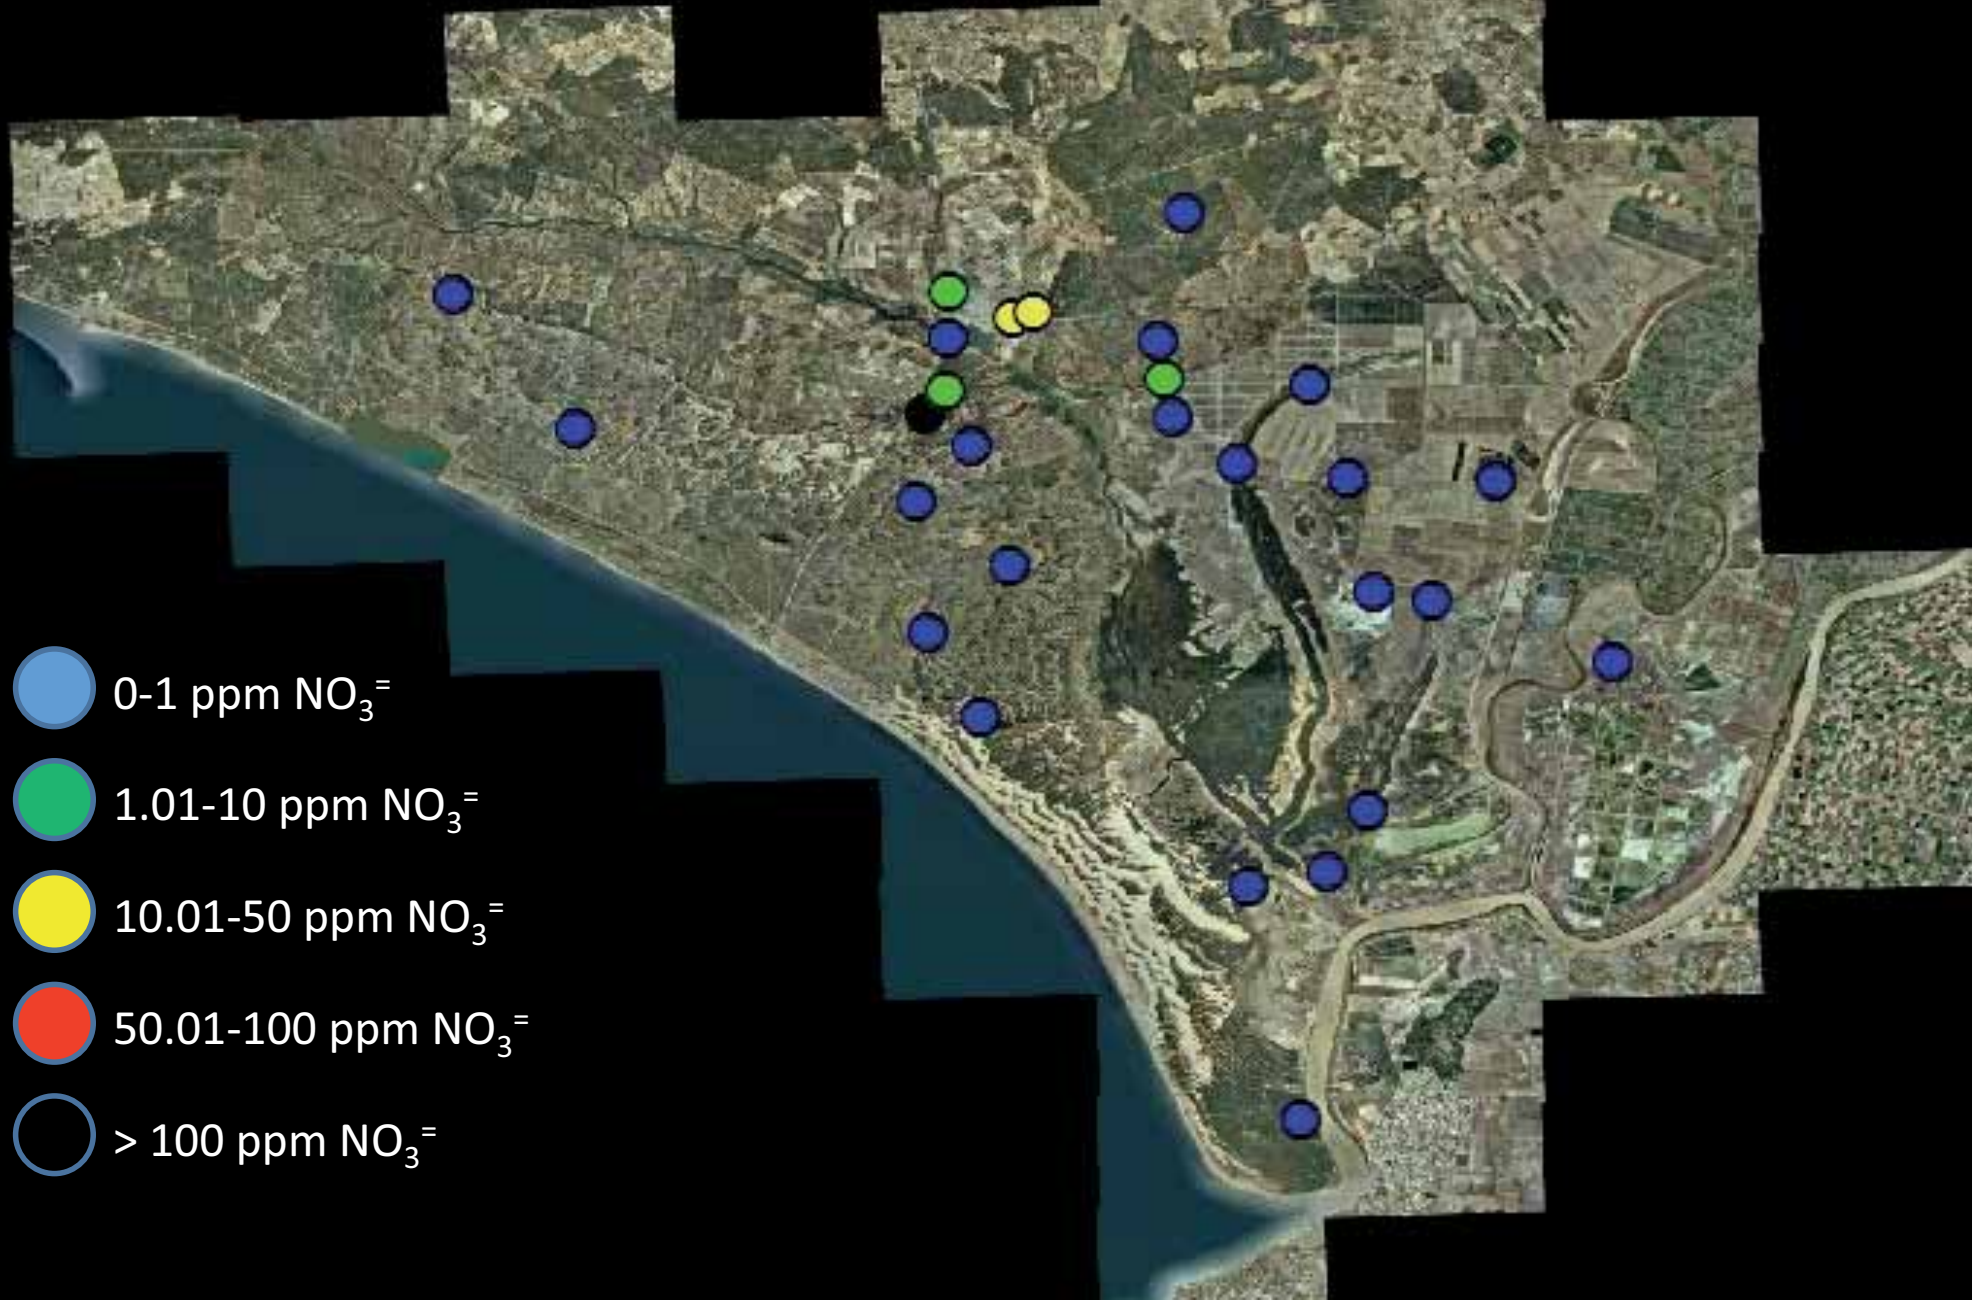 0-1 ppm NO₃⁼
1.01-10 ppm NO₃⁼
10.01-50 ppm NO₃⁼
50.01-100 ppm NO₃⁼
> 100 ppm NO₃⁼